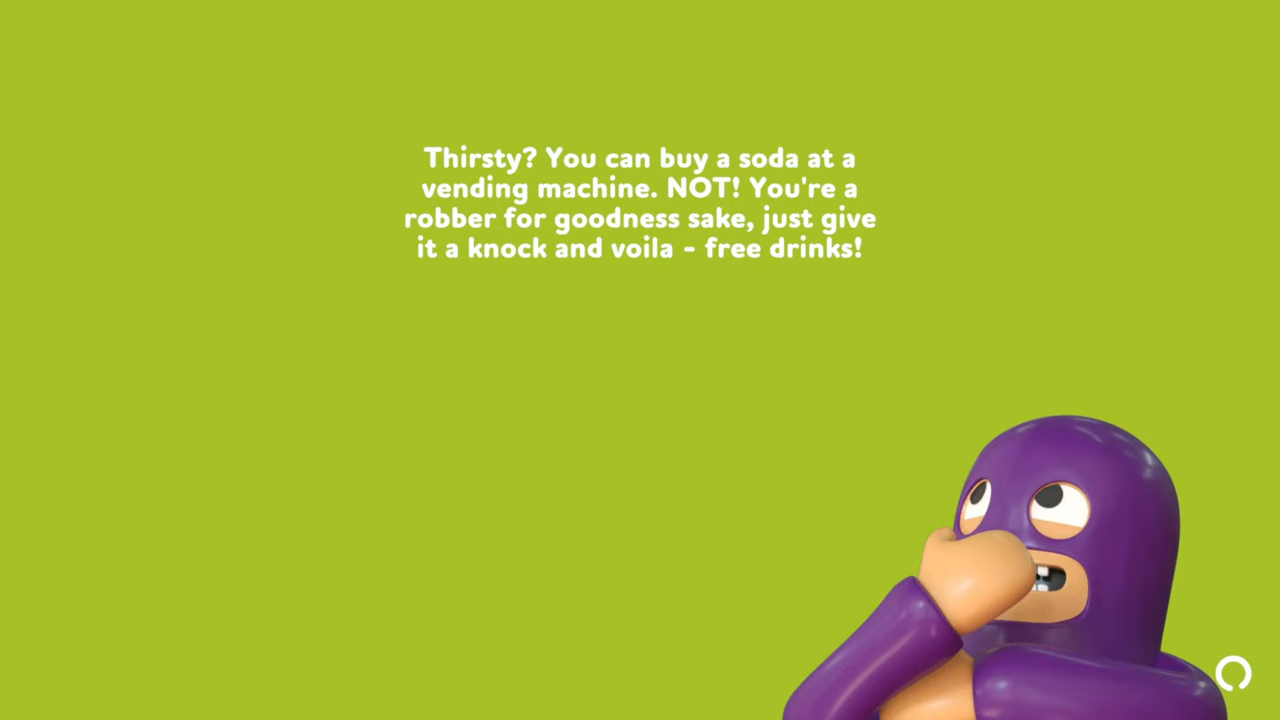 Thirsty? You can buy a soda at a
vending machine. NOT! You're a
robber for goodness sake, just give
it a knock and voila - free drinks!